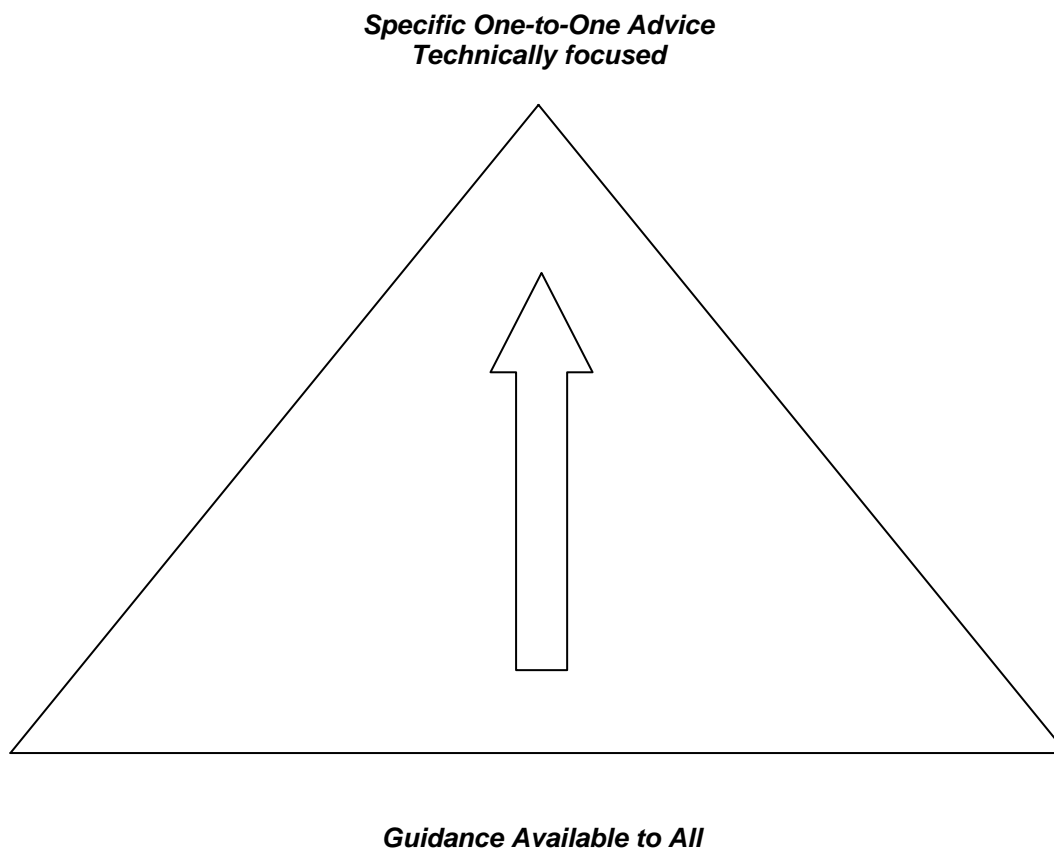 Specific One-to-One Advice
Technically focused
Guidance Available to All